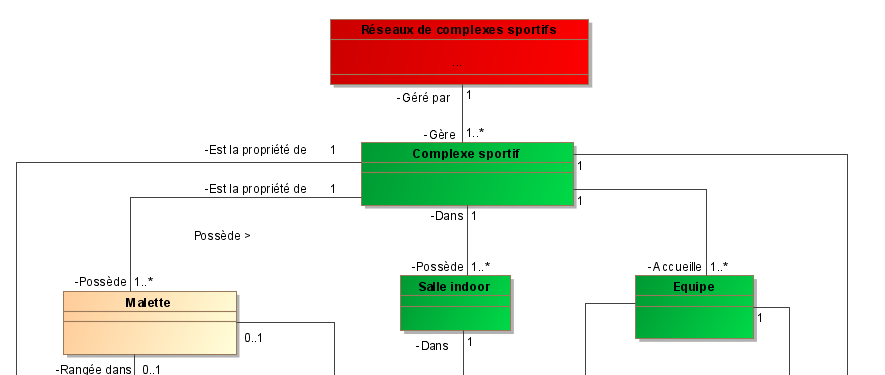 Réseaux de complexes sportifs
...
-Géré par 1
-Gère 1..*
Complexe sportif
-Est la propriété de 1
1
-Est la propriété de 1
1
-Dans 1
Possède >
-Possède 1..*
-Possède 1..*
-Accueille 1..*
Malette
Salle indoor
Equipe
0..1
1
1
-Dans
-Rangée dans 0..1